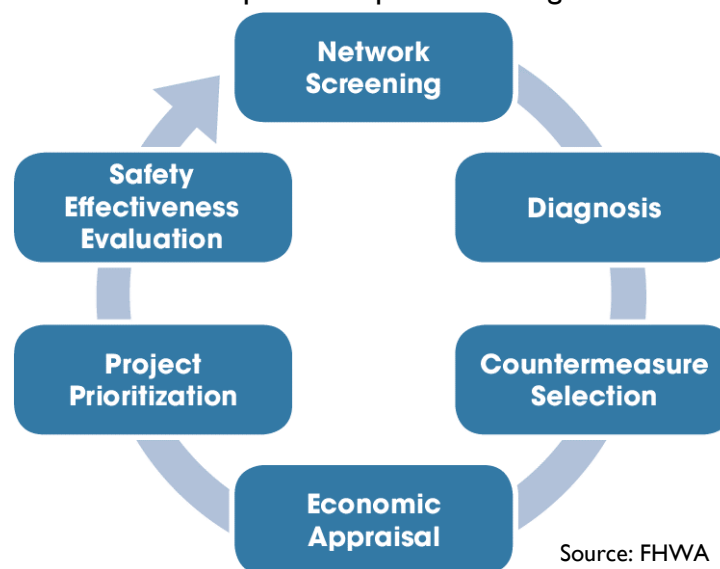 Network
Screening
Diagnosis
Countermeasure
Selection
Economic
Appraisal
Project
Prioritization
Safety
Effectiveness
Evaluation
Source: FHWA